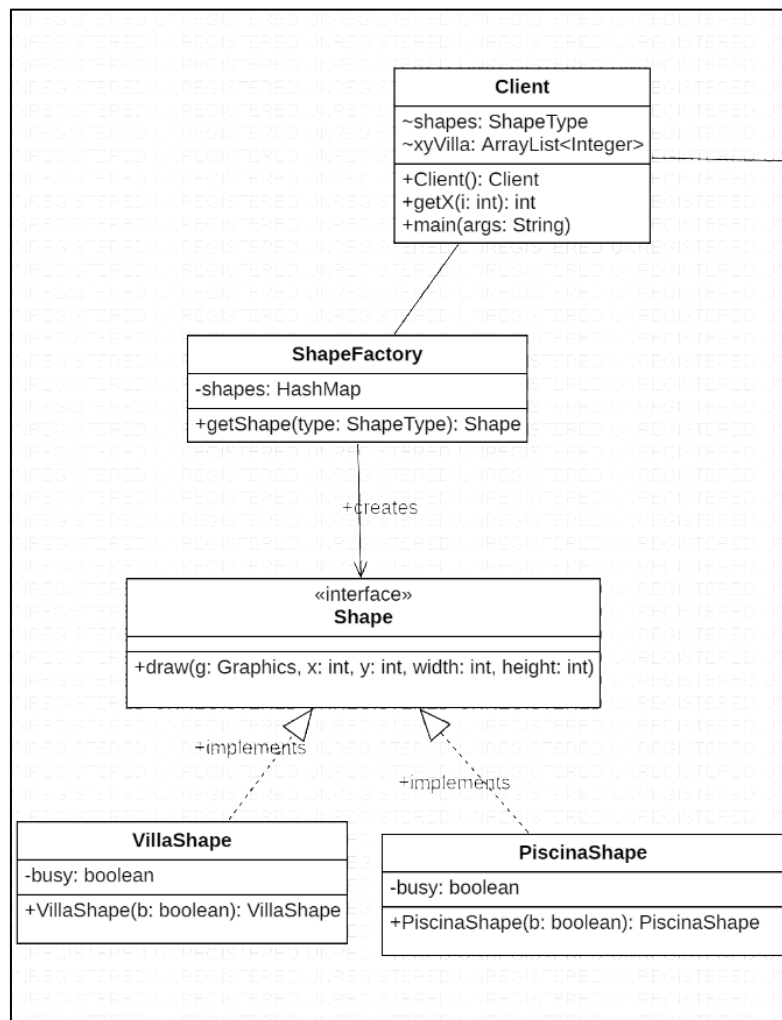 Client
~shapes: ShapeType
~xyVilla: ArrayList<Integer>
+Client(): Client
+getX(i: int): int
+main(args: String)
ShapeFactory
-shapes: HashMap
+getShape(type: ShapeType): Shape
+creates
«interface»
Shape
+draw(g: Graphics, x: int, y: int, width: int, height: int)
+implements
+implements
VillaShape
-busy: boolean
+VillaShape(b: boolean): VillaShape
PiscinaShape
-busy: boolean
+PiscinaShape(b: boolean): PiscinaShape